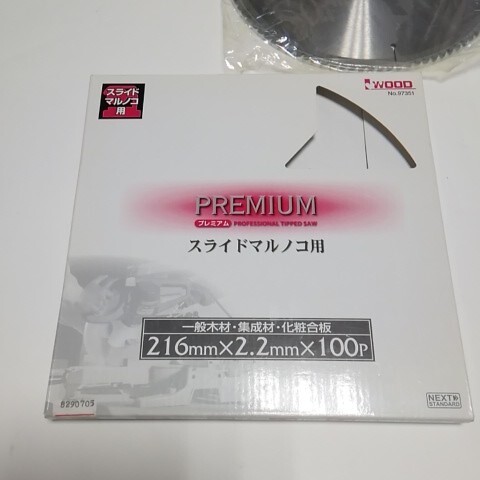 スライド
マルノコ
用
iWOOD
No.97351
PREMIUM
プレミアム PROFESSIONAL TIPPED SAW
スライドマルノコ用
一般木材・集成材・化粧合板
216mm×2.2mm×100P
8290705
NEXT
STANDARD